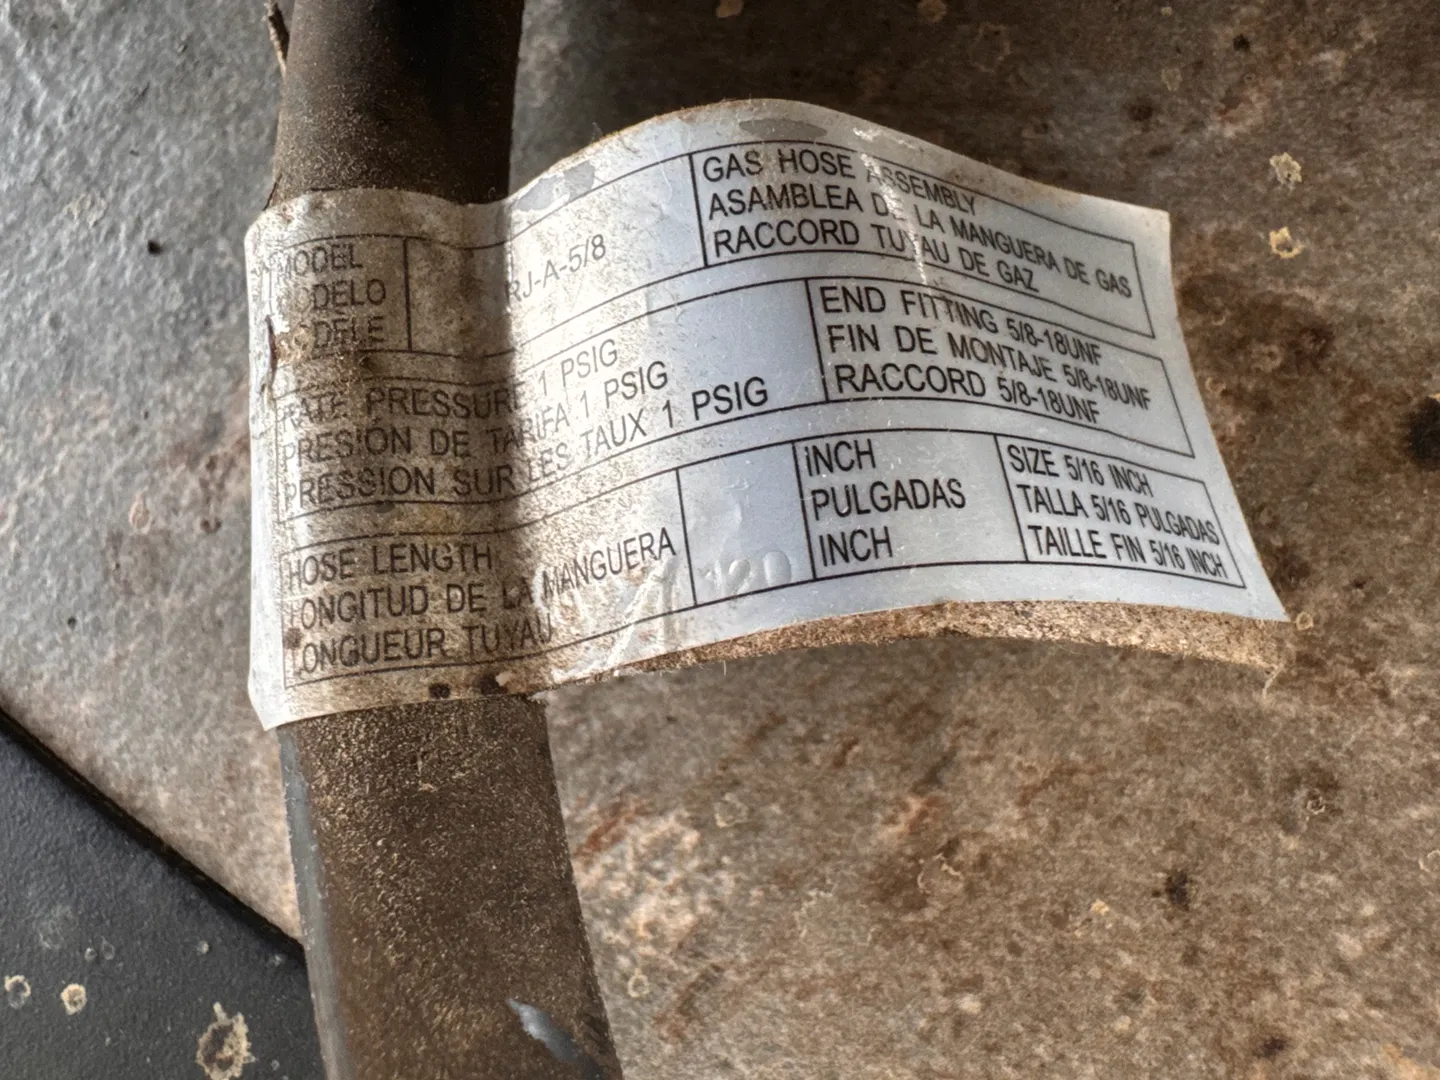 MODEL
MODELO
MODÈLE
RJ-A-5/8
GAS HOSE ASSEMBLY
ASAMBLEA DE LA MANGUERA DE GAS
RACCORD TUYAU DE GAZ
RATE PRESSURE 1 PSIG
PRESIÓN DE TARIFA 1 PSIG
PRESSION SUR LES TAUX 1 PSIG
END FITTING 5/8-18UNF
FIN DE MONTAJE 5/8-18UNF
RACCORD 5/8-18UNF
HOSE LENGTH
LONGITUD DE LA MANGUERA
LONGUEUR TUYAU
120
INCH
PULGADAS
INCH
SIZE 5/16 INCH
TALLA 5/16 PULGADAS
TAILLE FIN 5/16 INCH